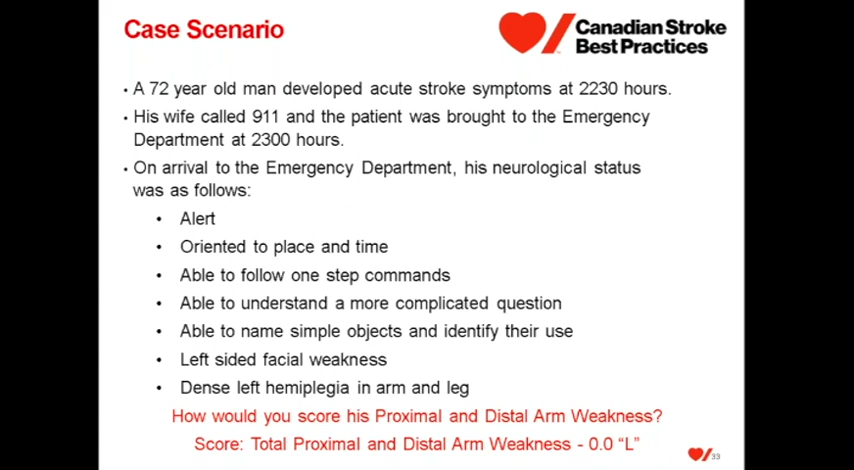 Case Scenario
Canadian Stroke
Best Practices
• A 72 year old man developed acute stroke symptoms at 2230 hours.
• His wife called 911 and the patient was brought to the Emergency
Department at 2300 hours.
• On arrival to the Emergency Department, his neurological status
was as follows:
• Alert
• Oriented to place and time
• Able to follow one step commands
• Able to understand a more complicated question
• Able to name simple objects and identify their use
• Left sided facial weakness
• Dense left hemiplegia in arm and leg
How would you score his Proximal and Distal Arm Weakness?
Score: Total Proximal and Distal Arm Weakness - 0.0 “L”
33